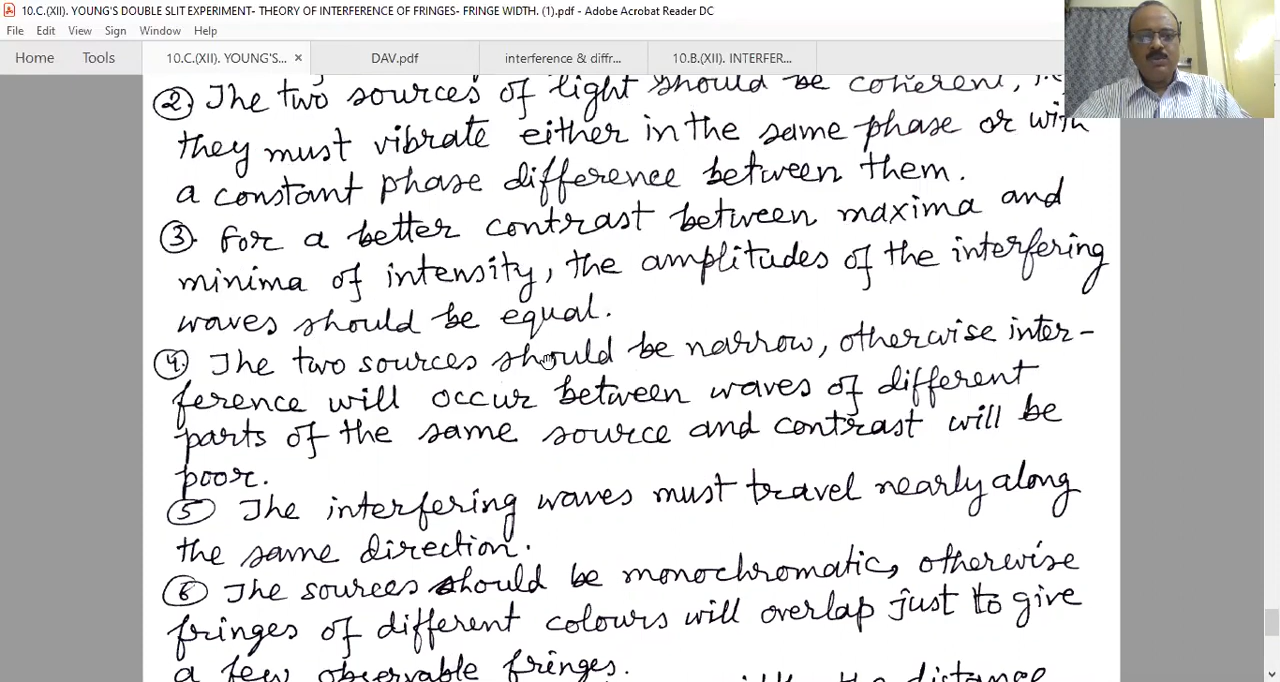 10.C.(XII). YOUNG'S DOUBLE SLIT EXPERIMENT- THEORY OF INTERFERENCE OF FRINGES- FRINGE WIDTH. (1).pdf - Adobe Acrobat Reader DC
File Edit View Sign Window Help
Home Tools 10.C.(XII). YOUNG'S... × DAV.pdf interference & diffr... 10.B.(XII). INTERFER...
② The two sources of light should be coherent,
they must vibrate either in the same phase or with
a constant phase difference between them.
③. For a better contrast between maxima and
minima of intensity, the amplitudes of the interfering
waves should be equal.
④ The two sources should be narrow, otherwise inter-
ference will occur between waves of different
parts of the same source and contrast will be
poor.
⑤ The interfering waves must travel nearly along
the same direction.
⑥ The sources should be monochromatic, otherwise
fringes of different colours will overlap just to give
a few observable fringes.
the distance